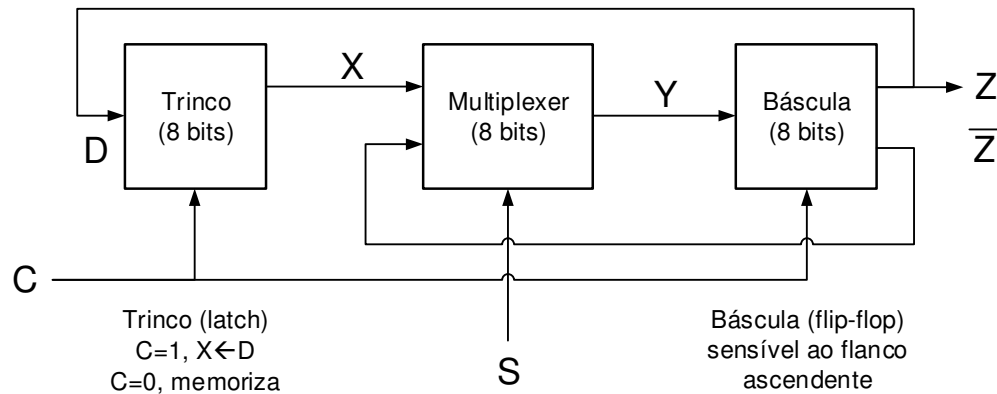 X
Z
Trinco
(8 bits)
Multiplexer
(8 bits)
Y
Báscula
(8 bits)
D
Z̅
C
Trinco (latch)
C=1, X←D
C=0, memoriza
S
Báscula (flip-flop)
sensível ao flanco
ascendente